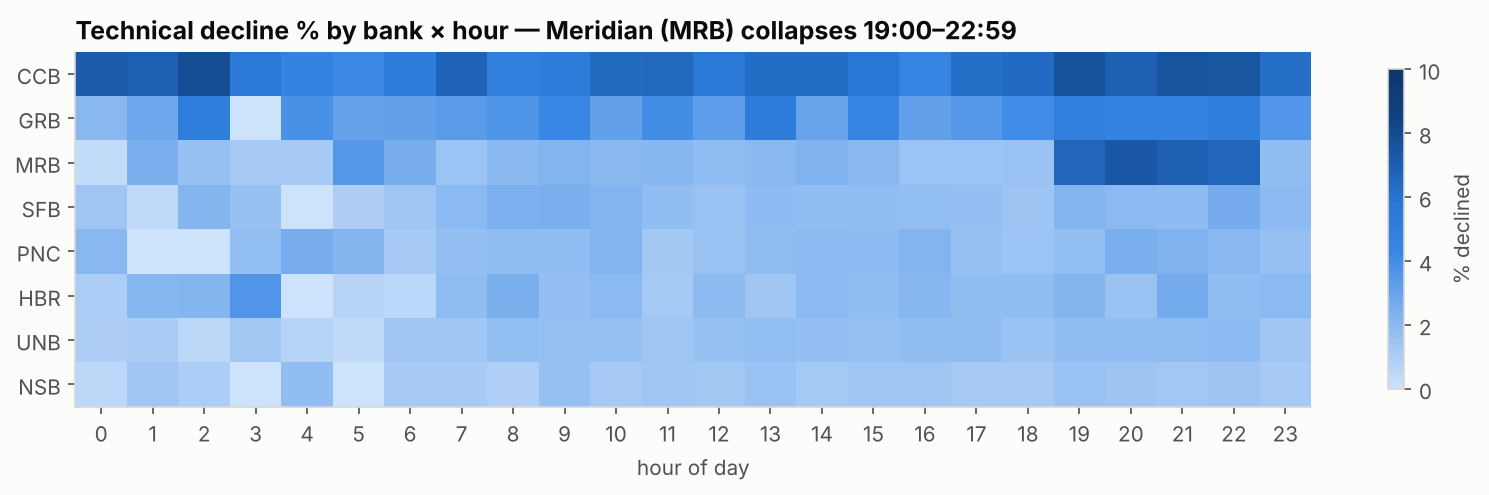 Technical decline % by bank × hour — Meridian (MRB) collapses 19:00–22:59
CCB
GRB
MRB
SFB
PNC
HBR
UNB
NSB
0 1 2 3 4 5 6 7 8 9 10 11 12 13 14 15 16 17 18 19 20 21 22 23
hour of day
10
8
6
4
2
0
% declined